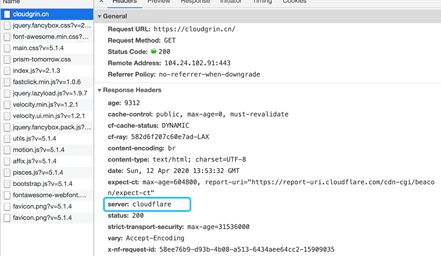 Headers Preview Response Initiator Timing Cookies
cloudgrin.cn
jquery.fancybox.css?v=2…
font-awesome.min.css?v…
main.css?v=5.1.4
prism-tomorrow.css
index.js?v=2.1.3
fastclick.min.js?v=1.0.6
jquery.lazyload.js?v=1.9.7
velocity.min.js?v=1.2.1
velocity.ui.min.js?v=1.2.1
jquery.fancybox.pack.js?v…
utils.js?v=5.1.4
motion.js?v=5.1.4
affix.js?v=5.1.4
pisces.js?v=5.1.4
bootstrap.js?v=5.1.4
fontawesome-webfont.…
favicon.png?v=5.1.4
favicon.png?v=5.1.4
▼ General
Request URL: https://cloudgrin.cn/
Request Method: GET
Status Code: 200
Remote Address: 104.24.102.91:443
Referrer Policy: no-referrer-when-downgrade
▼ Response Headers
age: 9312
cache-control: public, max-age=0, must-revalidate
cf-cache-status: DYNAMIC
cf-ray: 582d6f207c60e7ad-LAX
content-encoding: br
content-type: text/html; charset=UTF-8
date: Sun, 12 Apr 2020 13:53:32 GMT
expect-ct: max-age=604800, report-uri="https://report-uri.cloudflare.com/cdn-cgi/beac
on/expect-ct"
server: cloudflare
status: 200
strict-transport-security: max-age=31536000
vary: Accept-Encoding
x-nf-request-id: 58ee76b9-d93b-4b08-a513-6434aee64cc2-15909035